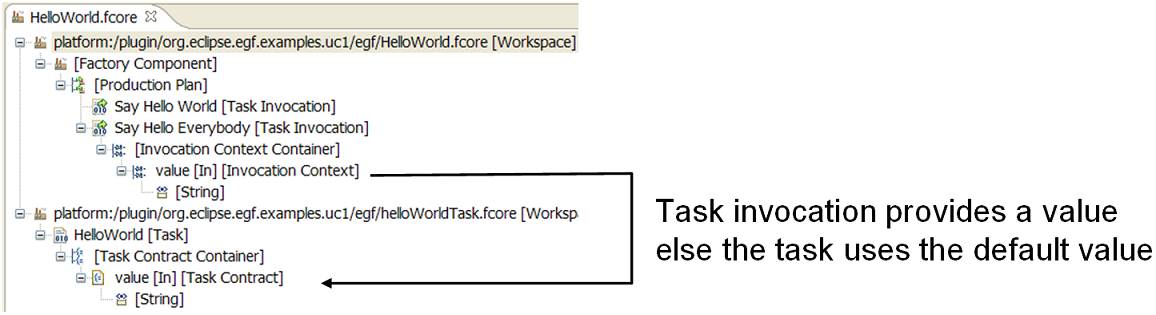 HelloWorld.fcore
platform:/plugin/org.eclipse.egf.examples.uc1/egf/HelloWorld.fcore [Workspace]
[Factory Component]
[Production Plan]
Say Hello World [Task Invocation]
Say Hello Everybody [Task Invocation]
[Invocation Context Container]
value [In] [Invocation Context]
[String]
platform:/plugin/org.eclipse.egf.examples.uc1/egf/helloWorldTask.fcore [Workspa
HelloWorld [Task]
[Task Contract Container]
value [In] [Task Contract]
[String]
Task invocation provides a value
else the task uses the default value